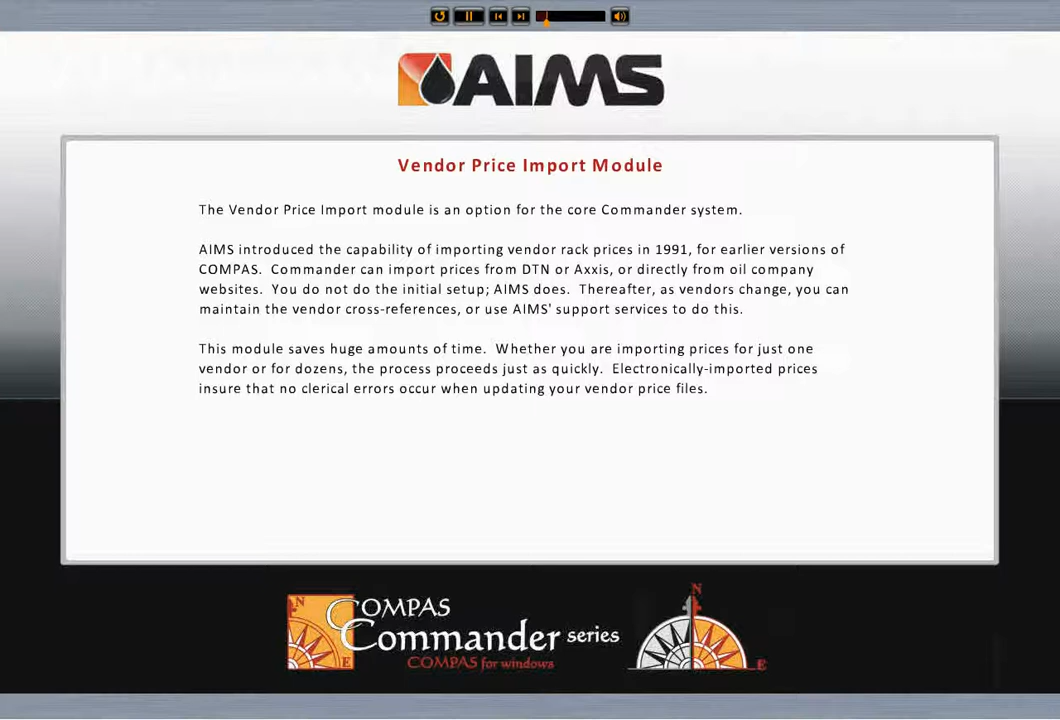 AIMS
Vendor Price Import Module
The Vendor Price Import module is an option for the core Commander system.
AIMS introduced the capability of importing vendor rack prices in 1991, for earlier versions of
COMPAS.  Commander can import prices from DTN or Axxis, or directly from oil company
websites.  You do not do the initial setup; AIMS does.  Thereafter, as vendors change, you can
maintain the vendor cross-references, or use AIMS' support services to do this.
This module saves huge amounts of time.  Whether you are importing prices for just one
vendor or for dozens, the process proceeds just as quickly.  Electronically-imported prices
insure that no clerical errors occur when updating your vendor price files.
N
COMPAS
Commander series
E
COMPAS for windows
N
E